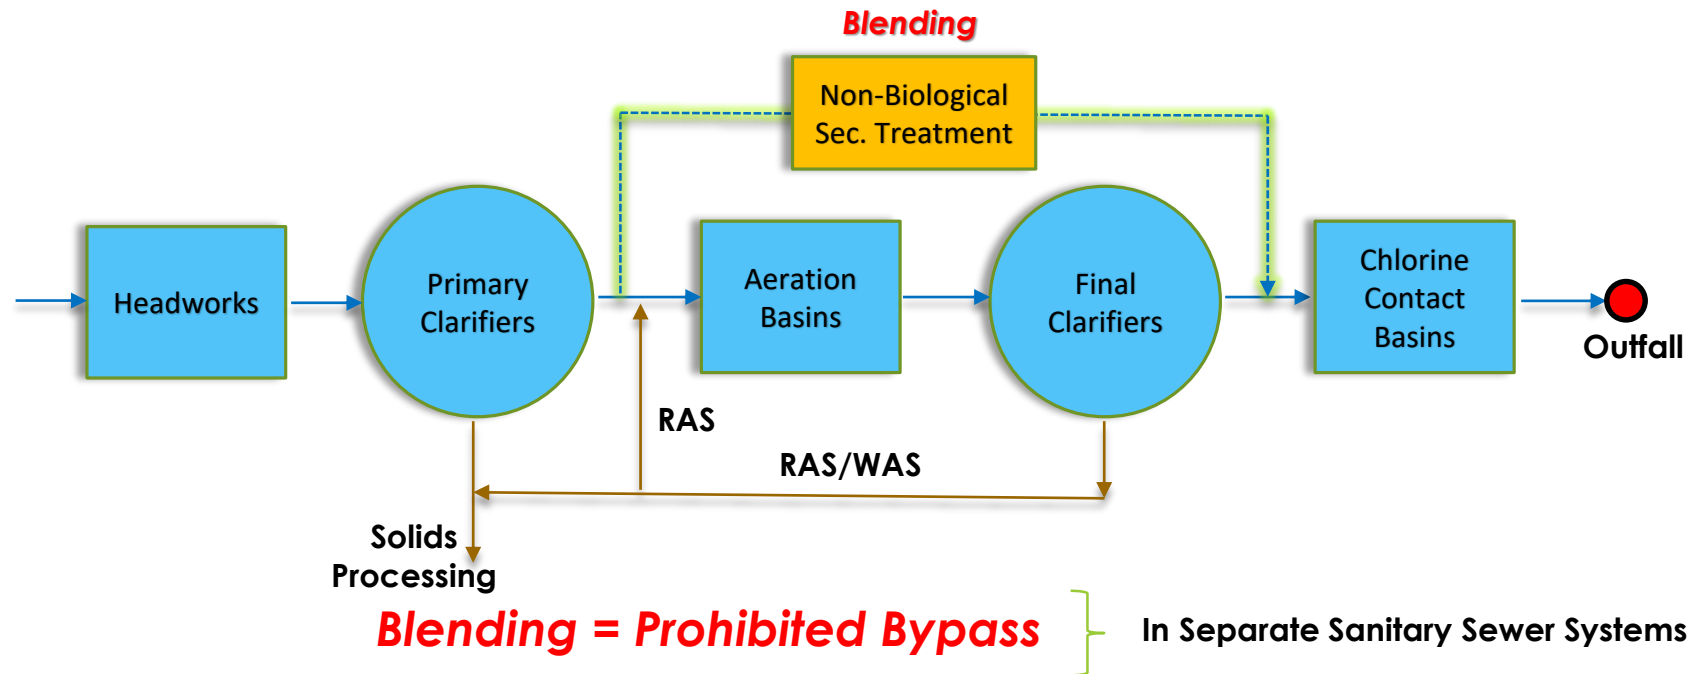 Blending
Non-Biological
Sec. Treatment
Headworks
Primary
Clarifiers
Aeration
Basins
Final
Clarifiers
Chlorine
Contact
Basins
Outfall
RAS
RAS/WAS
Solids
Processing
Blending = Prohibited Bypass
In Separate Sanitary Sewer Systems